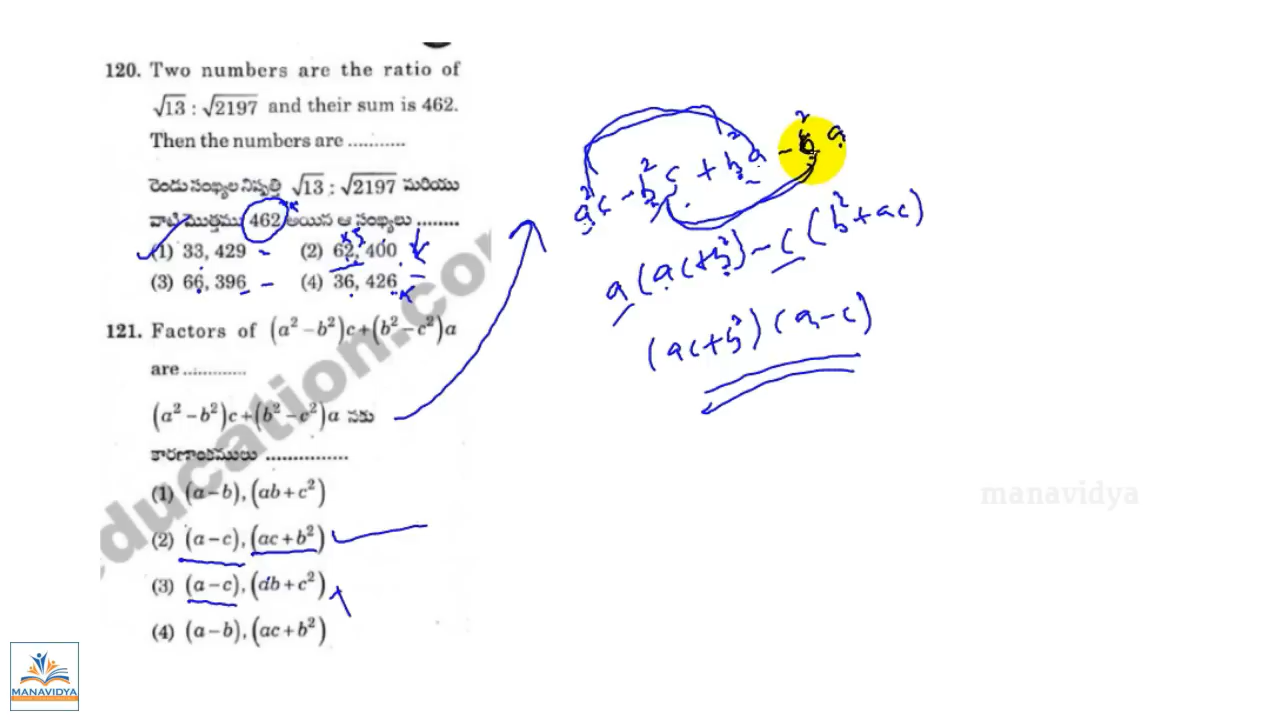 120. Two numbers are the ratio of
√13 : √2197 and their sum is 462.
Then the numbers are ...........
రెండు సంఖ్యల నిష్పత్తి √13 : √2197 మరియు
వాటి మొత్తము 462 అయిన ఆ సంఖ్యలు ........
(1) 33, 429 (2) 62, 400
(3) 66, 396 (4) 36, 426
121. Factors of (a² – b²)c + (b² – c²)a
are .............
(a² – b²)c + (b² – c²)a నకు
కారణాంకములు ...............
(1) (a – b), (ab + c²)
(2) (a – c), (ac + b²)
(3) (a – c), (ab + c²)
(4) (a – b), (ac + b²)
a²c – b²c + b²a –
a(ac + b²) – c(b² + ac)
(ac + b²)(a – c)
education.co
manavidya
MANAVIDYA